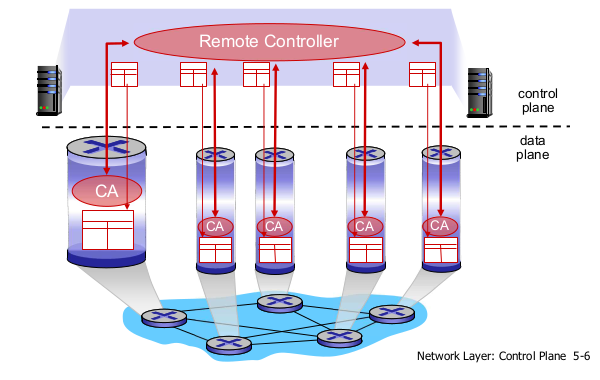 Remote Controller
control
plane
data
plane
CA
CA
CA
CA
CA
Network Layer: Control Plane 5-6